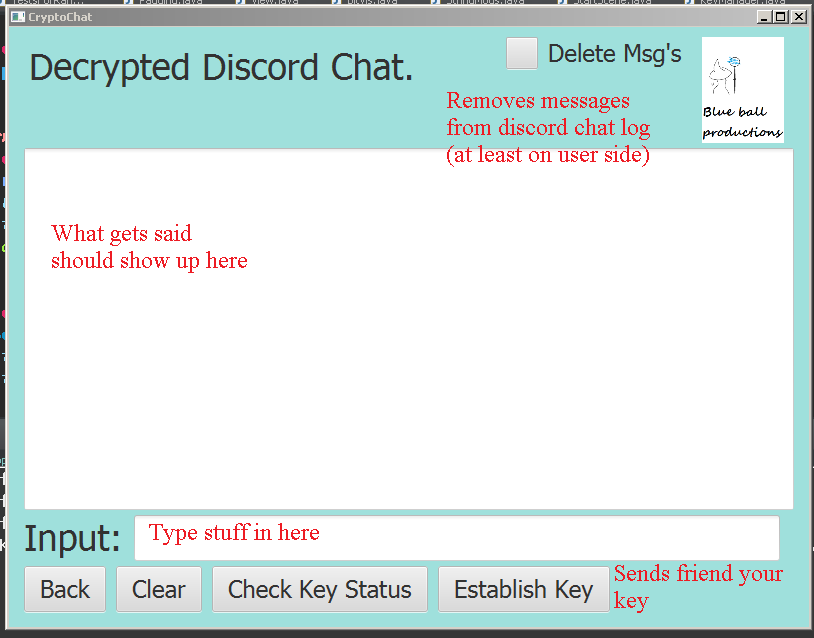 CryptoChat
Decrypted Discord Chat.
Delete Msg's
Removes messages
from discord chat log
(at least on user side)
Blue ball
productions
What gets said
should show up here
Input:
Type stuff in here
Back
Clear
Check Key Status
Establish Key
Sends friend your
key